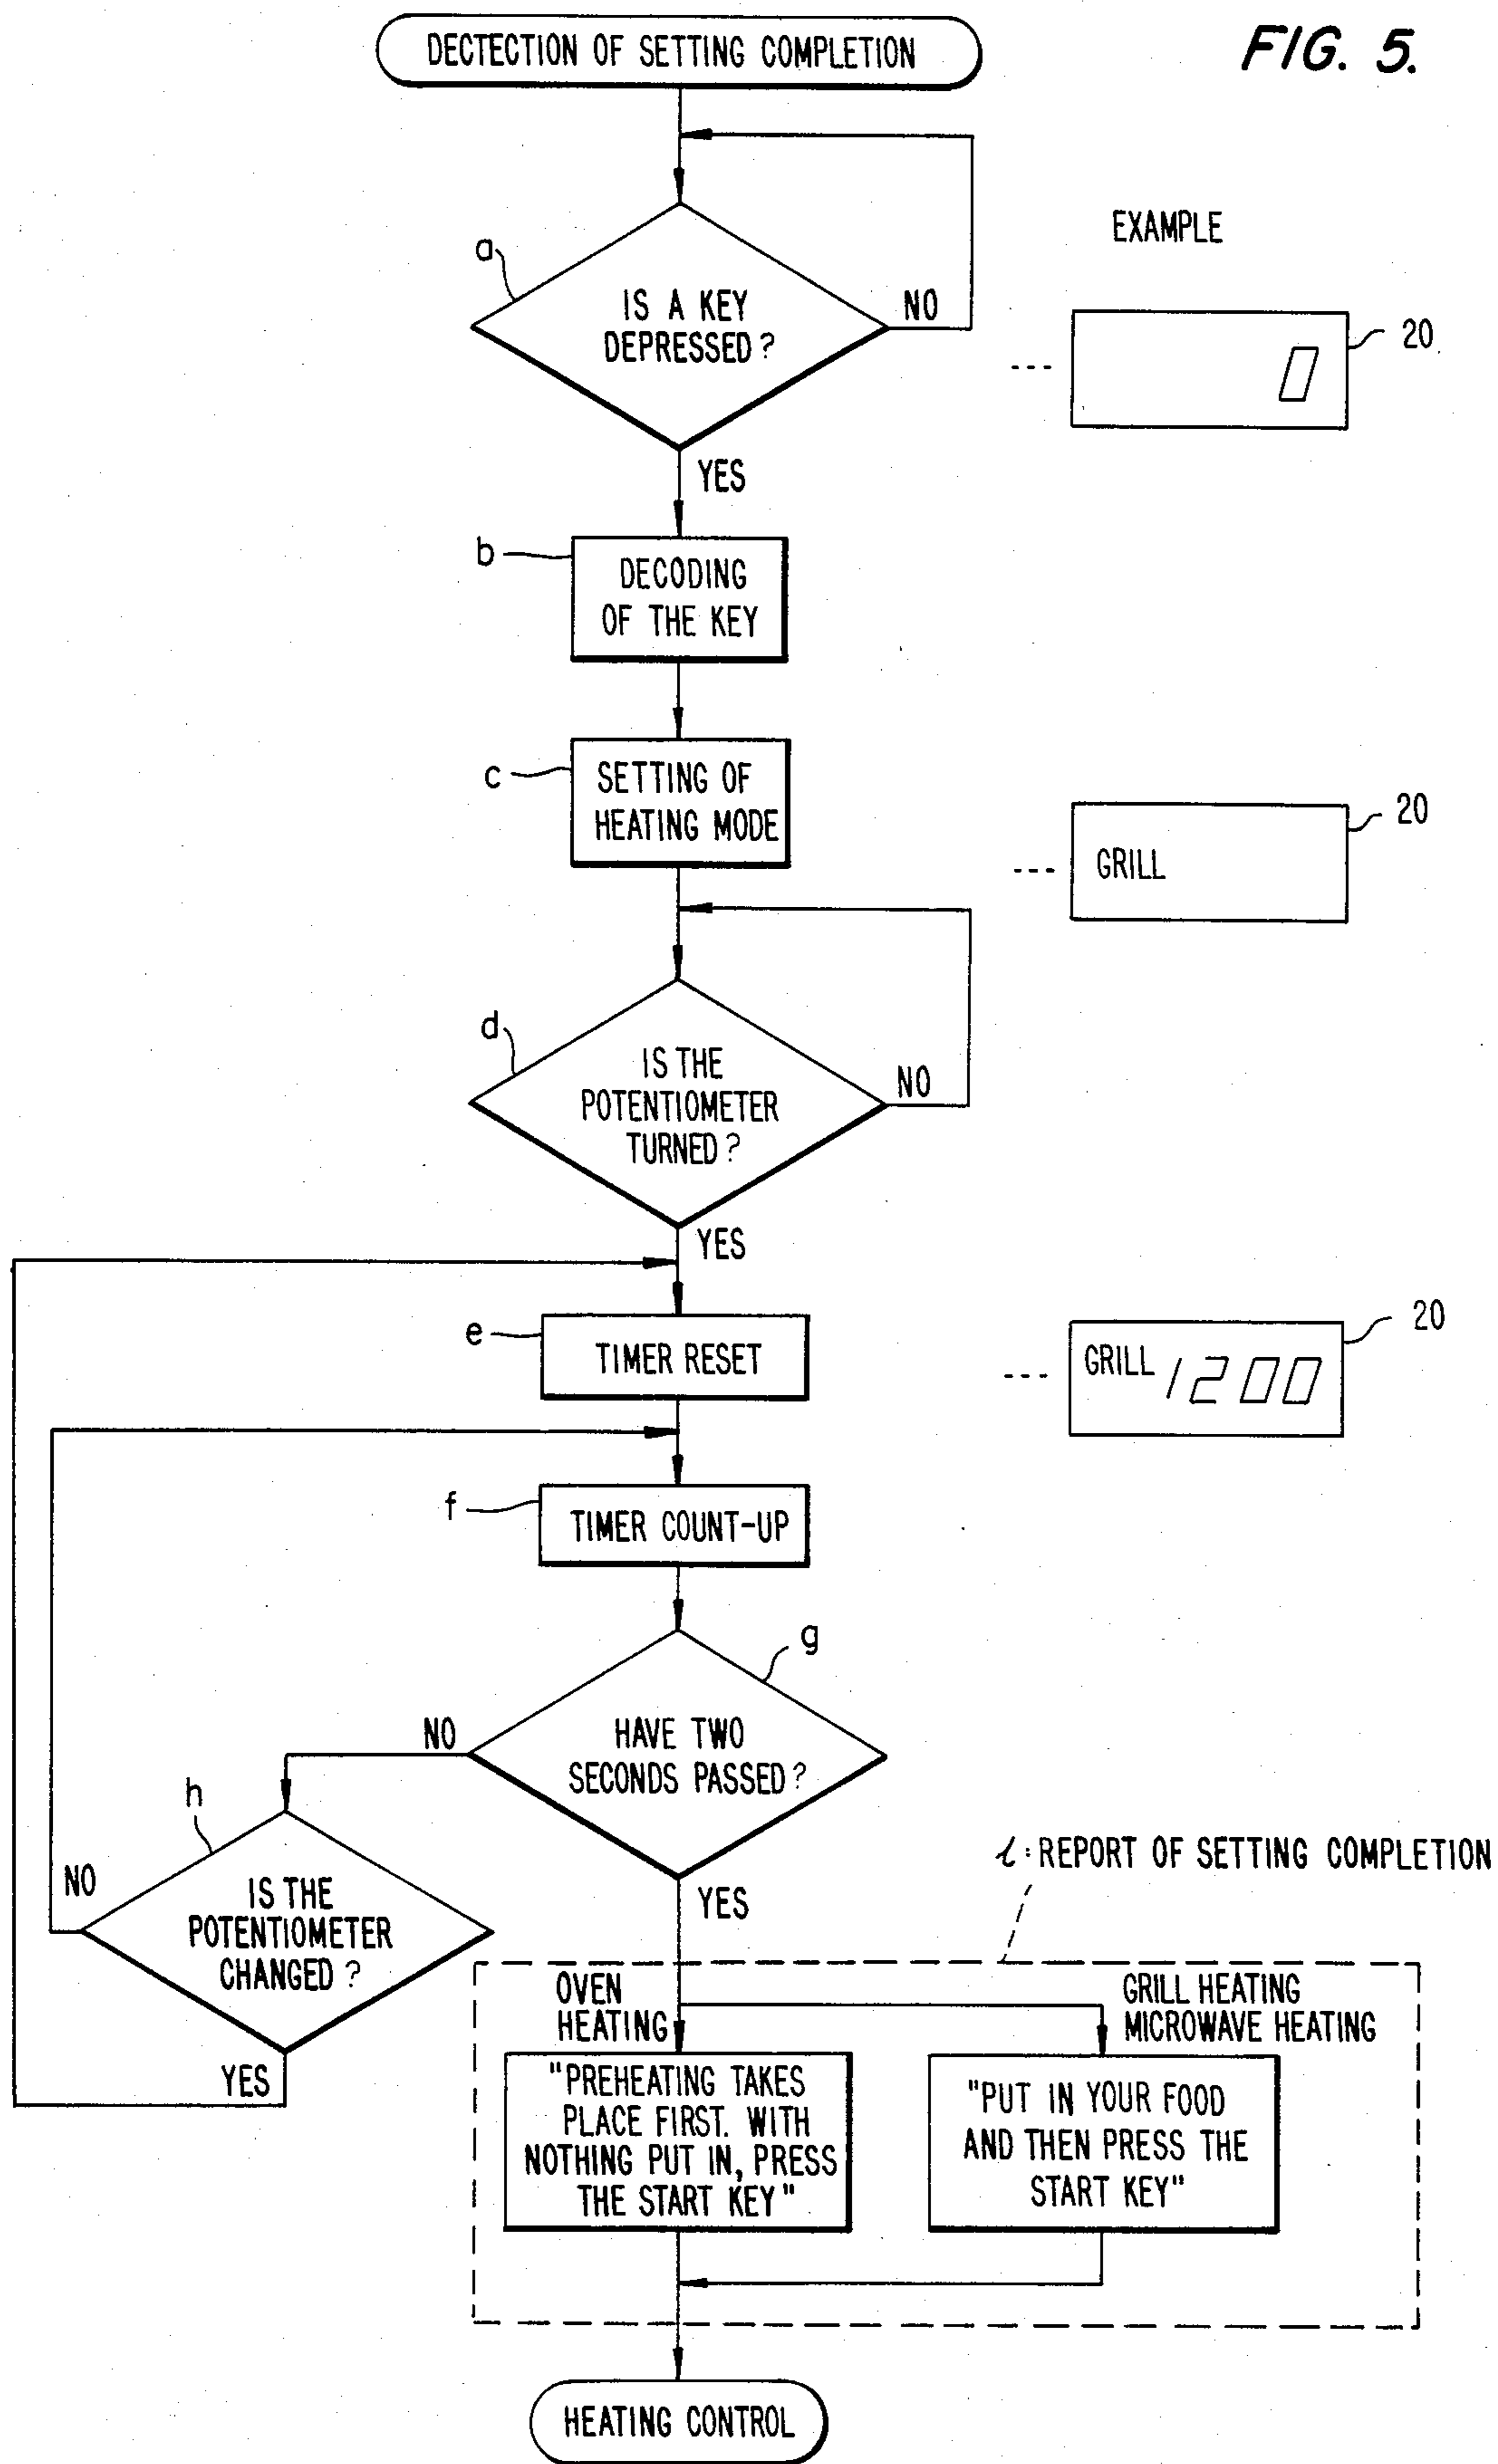 DECTECTION OF SETTING COMPLETION
FIG. 5.
EXAMPLE
a
IS A KEY
DEPRESSED?
NO
20
0
YES
b
DECODING
OF THE KEY
c
SETTING OF
HEATING MODE
20
GRILL
d
IS THE
POTENTIOMETER
TURNED?
NO
YES
e
TIMER RESET
20
GRILL 1200
f
TIMER COUNT-UP
g
HAVE TWO
SECONDS PASSED?
NO
h
IS THE
POTENTIOMETER
CHANGED?
NO
YES
YES
i: REPORT OF SETTING COMPLETION
OVEN
HEATING
GRILL HEATING
MICROWAVE HEATING
"PREHEATING TAKES
PLACE FIRST. WITH
NOTHING PUT IN, PRESS
THE START KEY"
"PUT IN YOUR FOOD
AND THEN PRESS THE
START KEY"
HEATING CONTROL